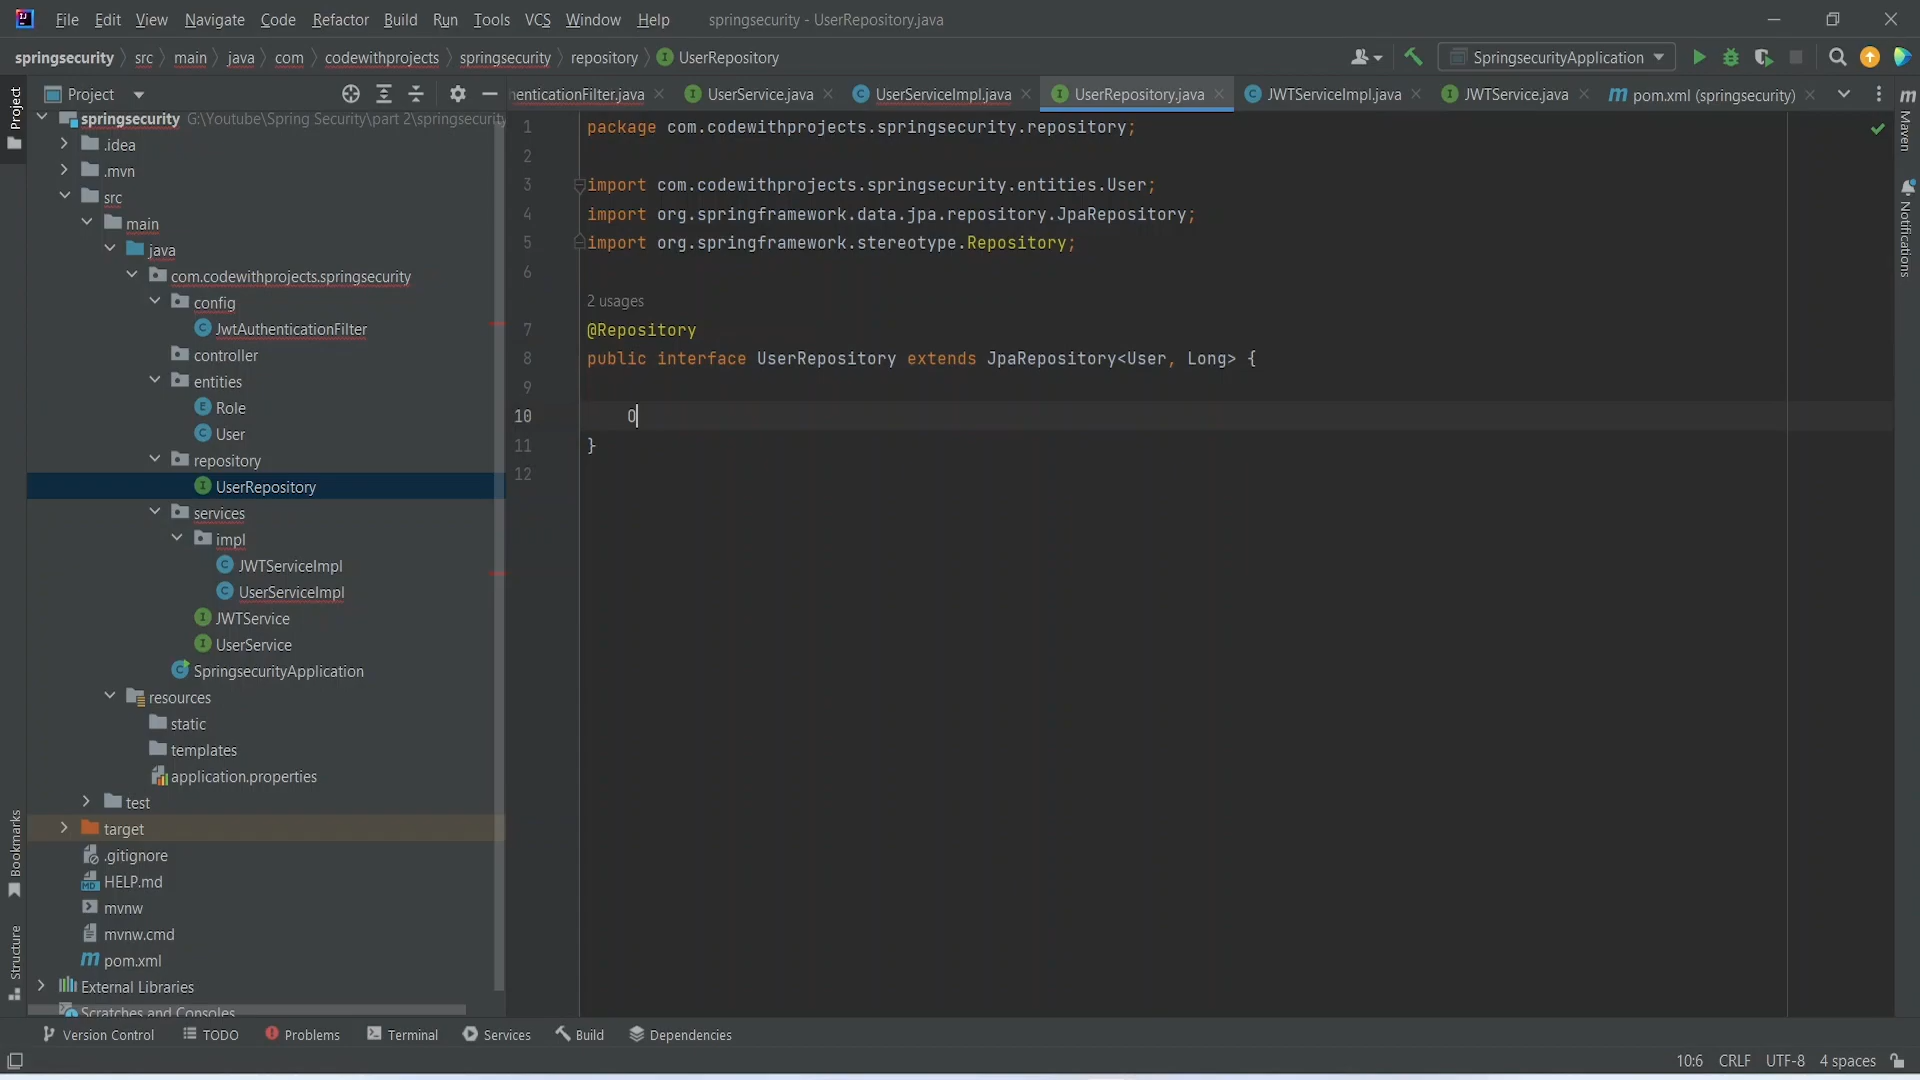 File Edit View Navigate Code Refactor Build Run Tools VCS Window Help springsecurity - UserRepository.java
springsecurity src main java com codewithprojects springsecurity repository UserRepository SpringsecurityApplication
Project
enticationFilter.java UserService.java UserServiceImpl.java UserRepository.java JWTServiceImpl.java JWTService.java pom.xml (springsecurity)
springsecurity G:\Youtube\Spring Security\part 2\springsecurity
.idea
.mvn
src
main
java
com.codewithprojects.springsecurity
config
JwtAuthenticationFilter
controller
entities
Role
User
repository
UserRepository
services
impl
JWTServiceImpl
UserServiceImpl
JWTService
UserService
SpringsecurityApplication
resources
static
templates
application.properties
test
target
.gitignore
HELP.md
mvnw
mvnw.cmd
pom.xml
External Libraries
Scratches and Consoles
1 package com.codewithprojects.springsecurity.repository;
2
3 import com.codewithprojects.springsecurity.entities.User;
4 import org.springframework.data.jpa.repository.JpaRepository;
5 import org.springframework.stereotype.Repository;
6
2 usages
7 @Repository
8 public interface UserRepository extends JpaRepository<User, Long> {
9
10 O
11 }
12
Project
Bookmarks
Structure
Maven
Notifications
Version Control TODO Problems Terminal Services Build Dependencies
10:6 CRLF UTF-8 4 spaces